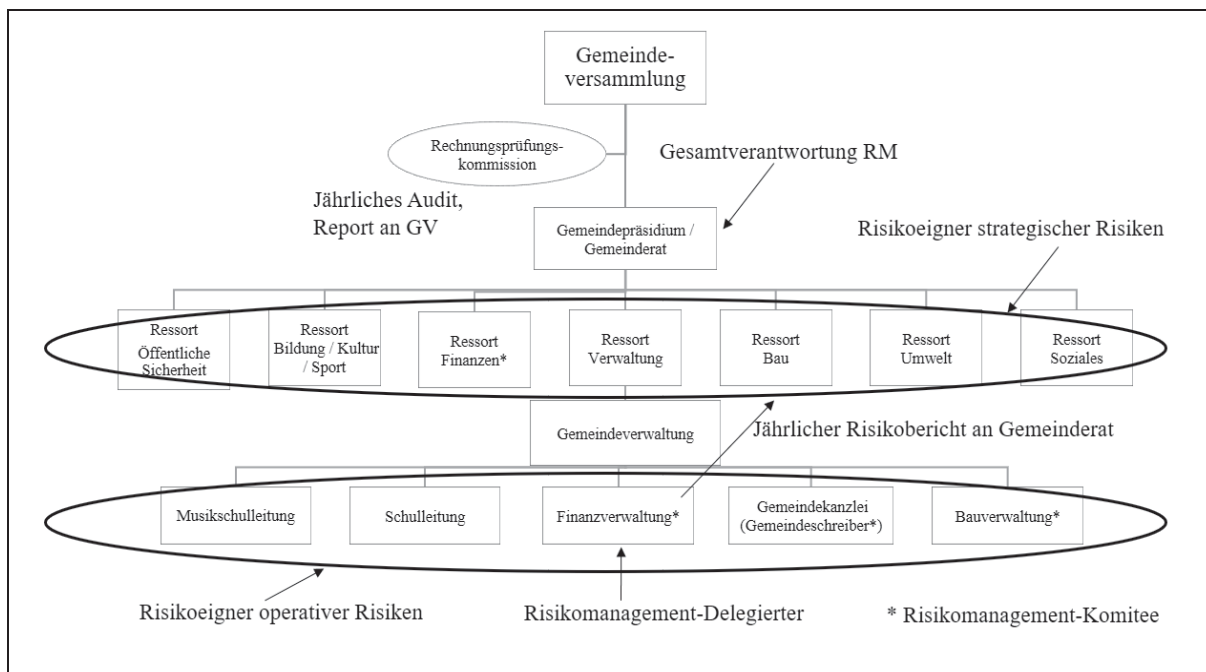 Gemeinde-
versammlung
Rechnungsprüfungs-
kommission
Gesamtverantwortung RM
Jährliches Audit,
Report an GV
Gemeindepräsidium /
Gemeinderat
Risikoeigner strategischer Risiken
Ressort
Öffentliche
Sicherheit
Ressort
Bildung / Kultur
/ Sport
Ressort
Finanzen*
Ressort
Verwaltung
Ressort
Bau
Ressort
Umwelt
Ressort
Soziales
Gemeindeverwaltung
Jährlicher Risikobericht an Gemeinderat
Musikschulleitung
Schulleitung
Finanzverwaltung*
Gemeindekanzlei
(Gemeindeschreiber*)
Bauverwaltung*
Risikoeigner operativer Risiken
Risikomanagement-Delegierter
* Risikomanagement-Komitee